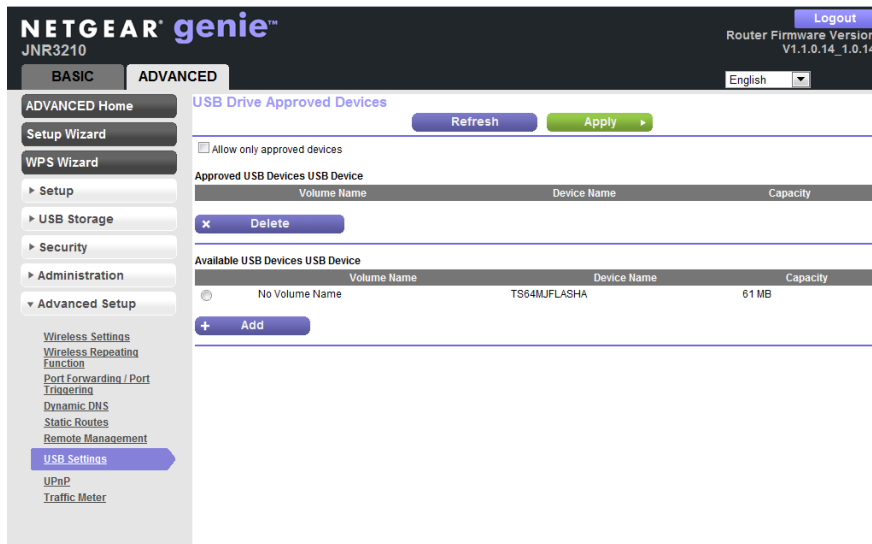 NETGEAR® genie™
Logout
JNR3210
Router Firmware Version
V1.1.0.14_1.0.14
BASIC
ADVANCED
English
ADVANCED Home
Setup Wizard
WPS Wizard
Setup
USB Storage
Security
Administration
Advanced Setup
Wireless Settings
Wireless Repeating
Function
Port Forwarding / Port
Triggering
Dynamic DNS
Static Routes
Remote Management
USB Settings
UPnP
Traffic Meter
USB Drive Approved Devices
Refresh
Apply
Allow only approved devices
Approved USB Devices USB Device
Volume Name Device Name Capacity
Delete
Available USB Devices USB Device
Volume Name Device Name Capacity
No Volume Name TS64MJFLASHA 61 MB
Add